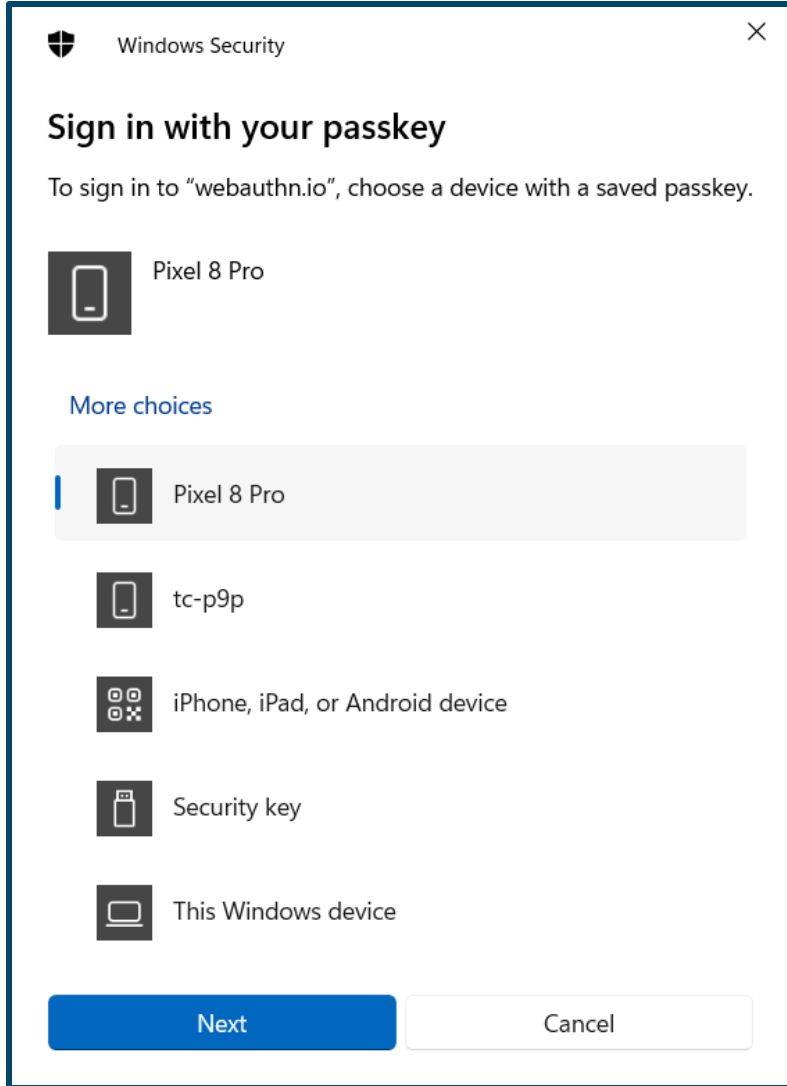 Windows Security
Sign in with your passkey
To sign in to “webauthn.io”, choose a device with a saved passkey.
Pixel 8 Pro
More choices
Pixel 8 Pro
tc-p9p
iPhone, iPad, or Android device
Security key
This Windows device
Next
Cancel